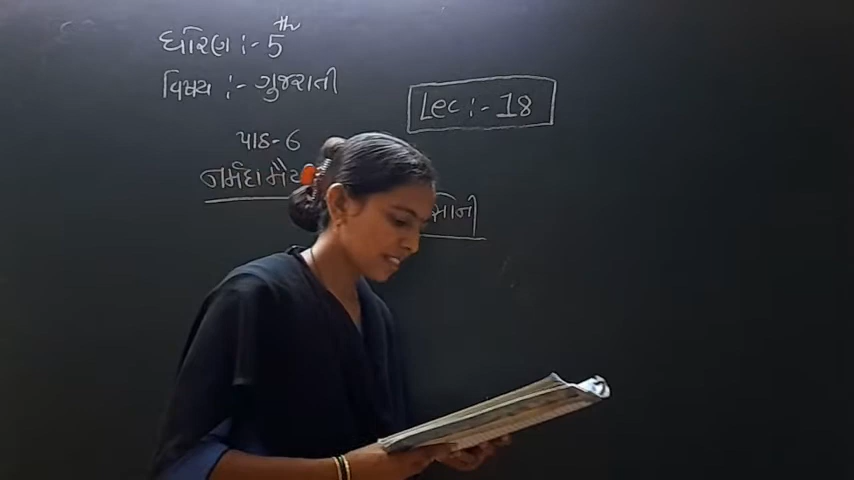 ધોરણ :- 5th
વિષય :- ગુજરાતી
Lec :- 18
પાઠ-6
નર્મદા